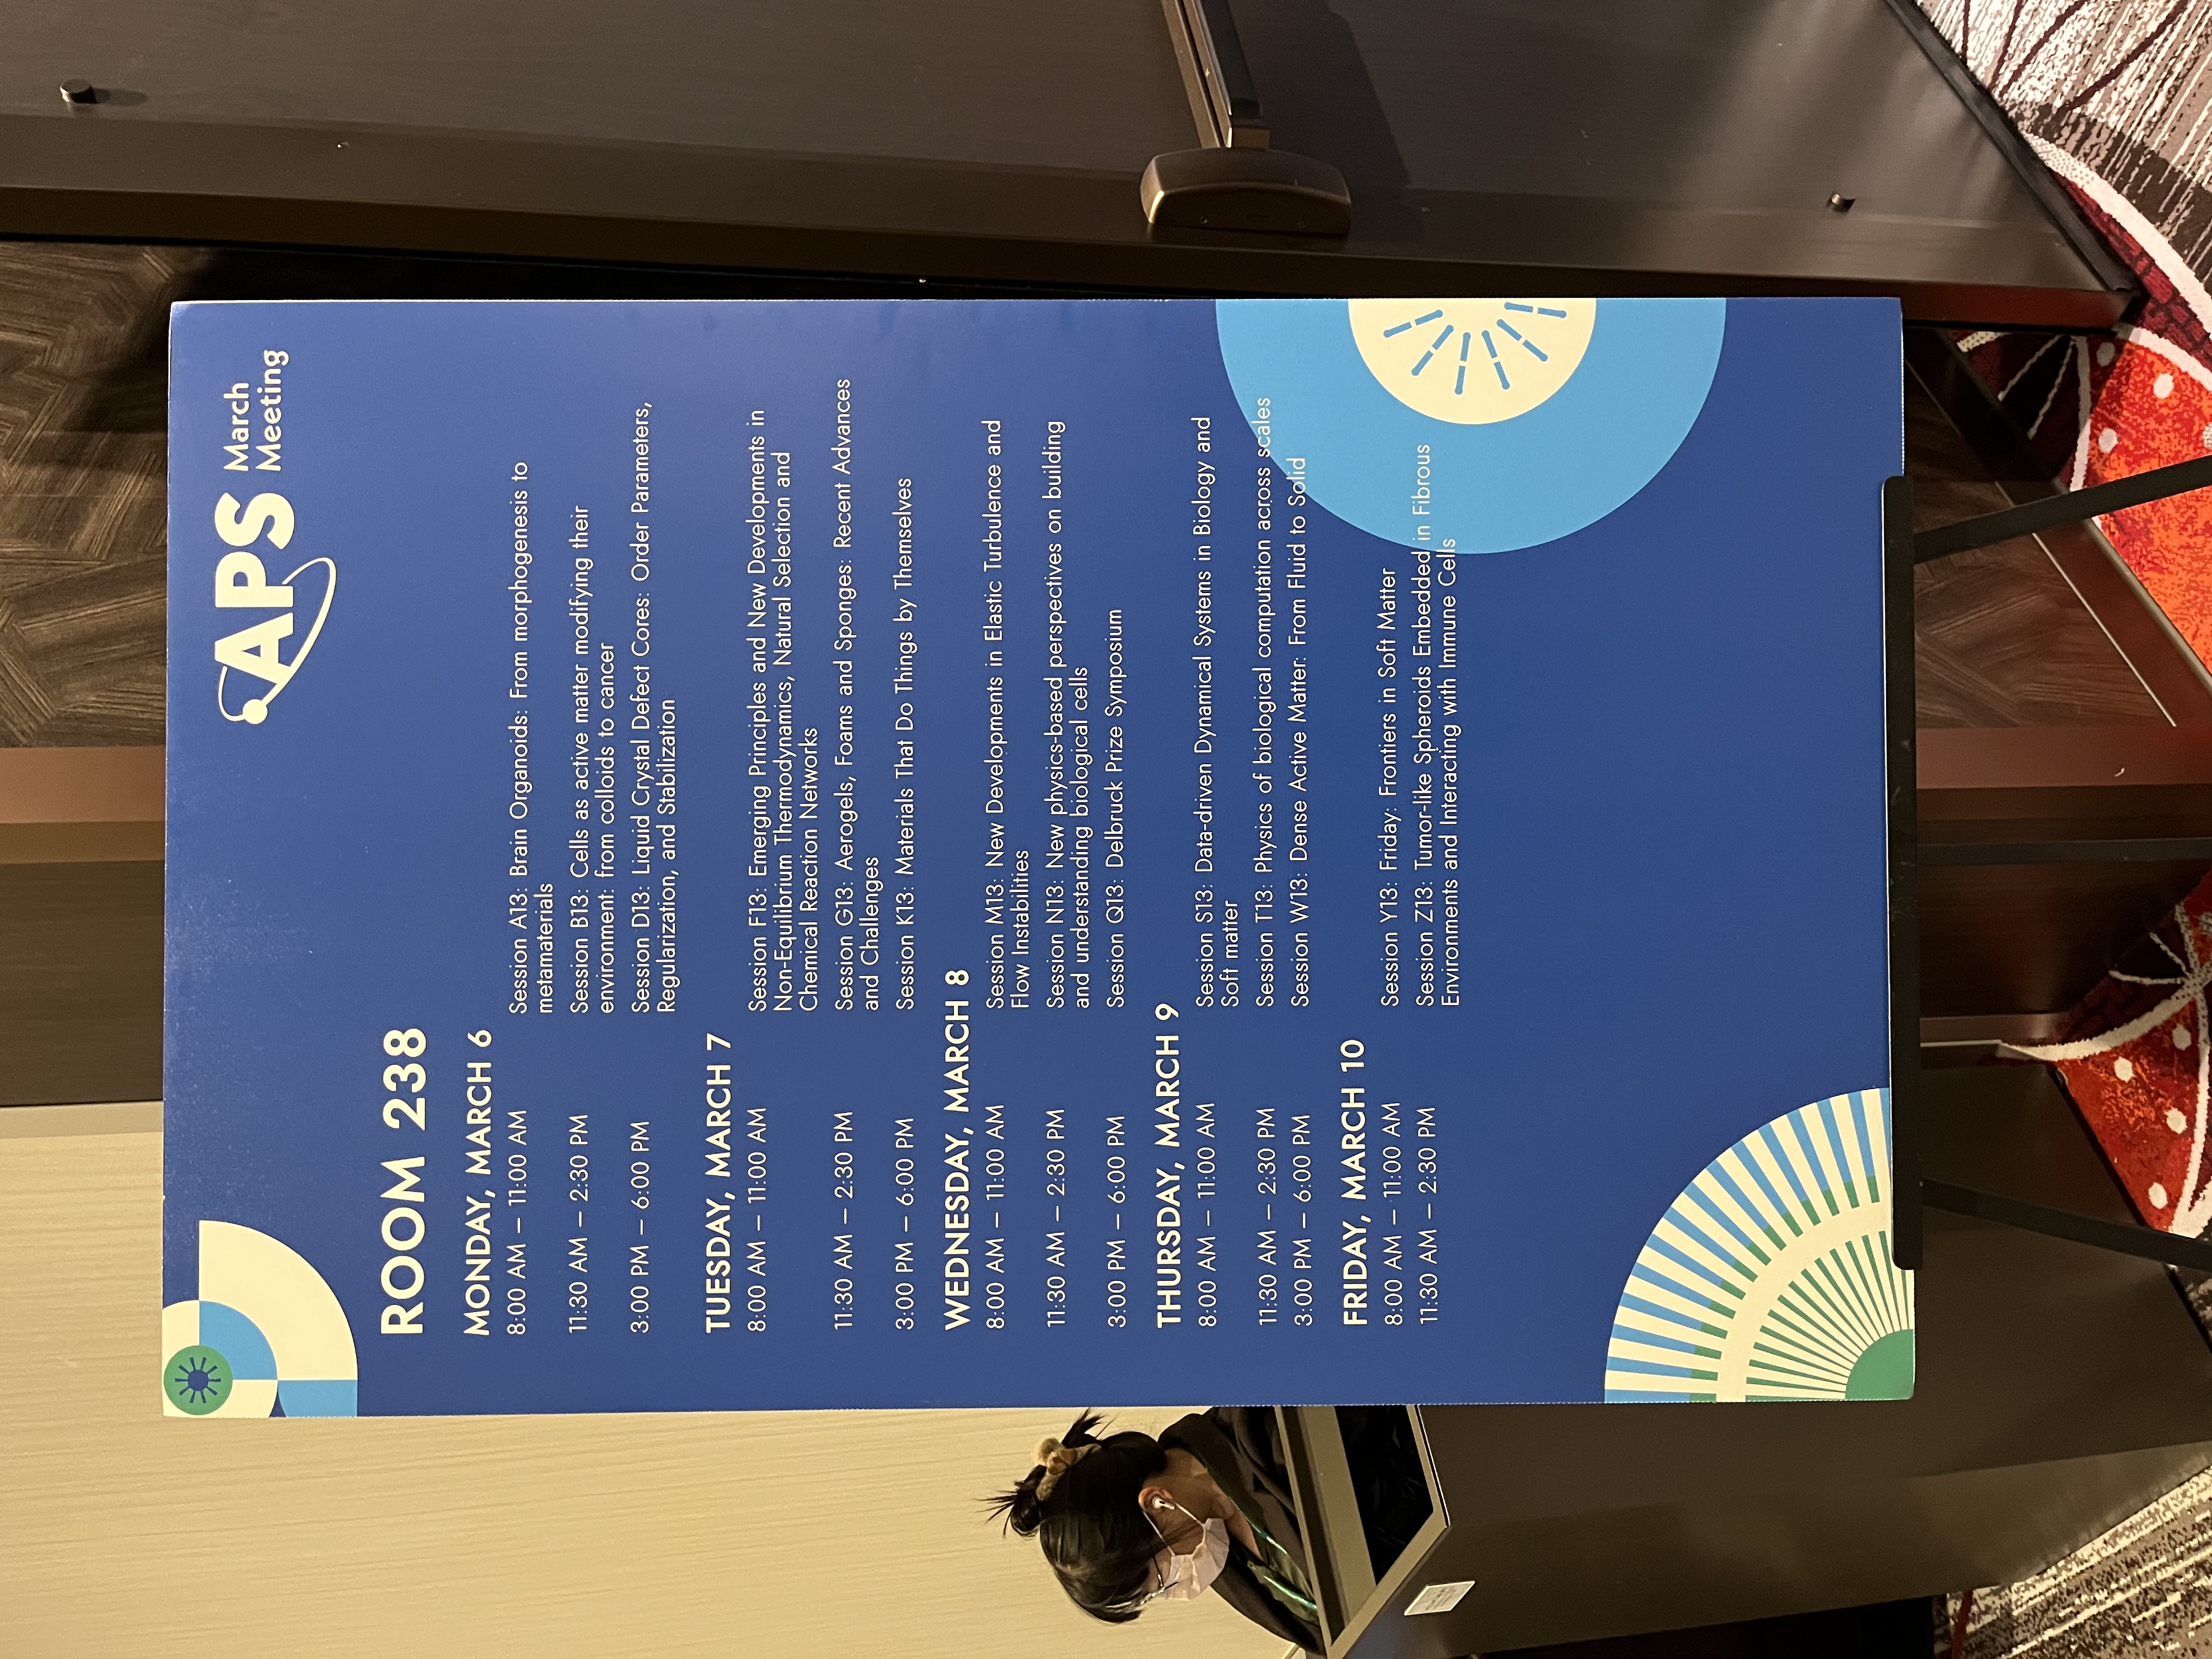 APS March
Meeting
ROOM 238
MONDAY, MARCH 6
8:00 AM – 11:00 AM Session A13: Brain Organoids: From morphogenesis to
metamaterials
11:30 AM – 2:30 PM Session B13: Cells as active matter modifying their
environment: from colloids to cancer
3:00 PM – 6:00 PM Session D13: Liquid Crystal Defect Cores: Order Parameters,
Regularization, and Stabilization
TUESDAY, MARCH 7
8:00 AM – 11:00 AM Session F13: Emerging Principles and New Developments in
Non-Equilibrium Thermodynamics, Natural Selection and
Chemical Reaction Networks
11:30 AM – 2:30 PM Session G13: Aerogels, Foams and Sponges: Recent Advances
and Challenges
3:00 PM – 6:00 PM Session K13: Materials That Do Things by Themselves
WEDNESDAY, MARCH 8
8:00 AM – 11:00 AM Session M13: New Developments in Elastic Turbulence and
Flow Instabilities
11:30 AM – 2:30 PM Session N13: New physics-based perspectives on building
and understanding biological cells
3:00 PM – 6:00 PM Session Q13: Delbruck Prize Symposium
THURSDAY, MARCH 9
8:00 AM – 11:00 AM Session S13: Data-driven Dynamical Systems in Biology and
Soft matter
11:30 AM – 2:30 PM Session T13: Physics of biological computation across scales
3:00 PM – 6:00 PM Session W13: Dense Active Matter: From Fluid to Solid
FRIDAY, MARCH 10
8:00 AM – 11:00 AM Session Y13: Friday: Frontiers in Soft Matter
11:30 AM – 2:30 PM Session Z13: Tumor-like Spheroids Embedded in Fibrous
Environments and Interacting with Immune Cells